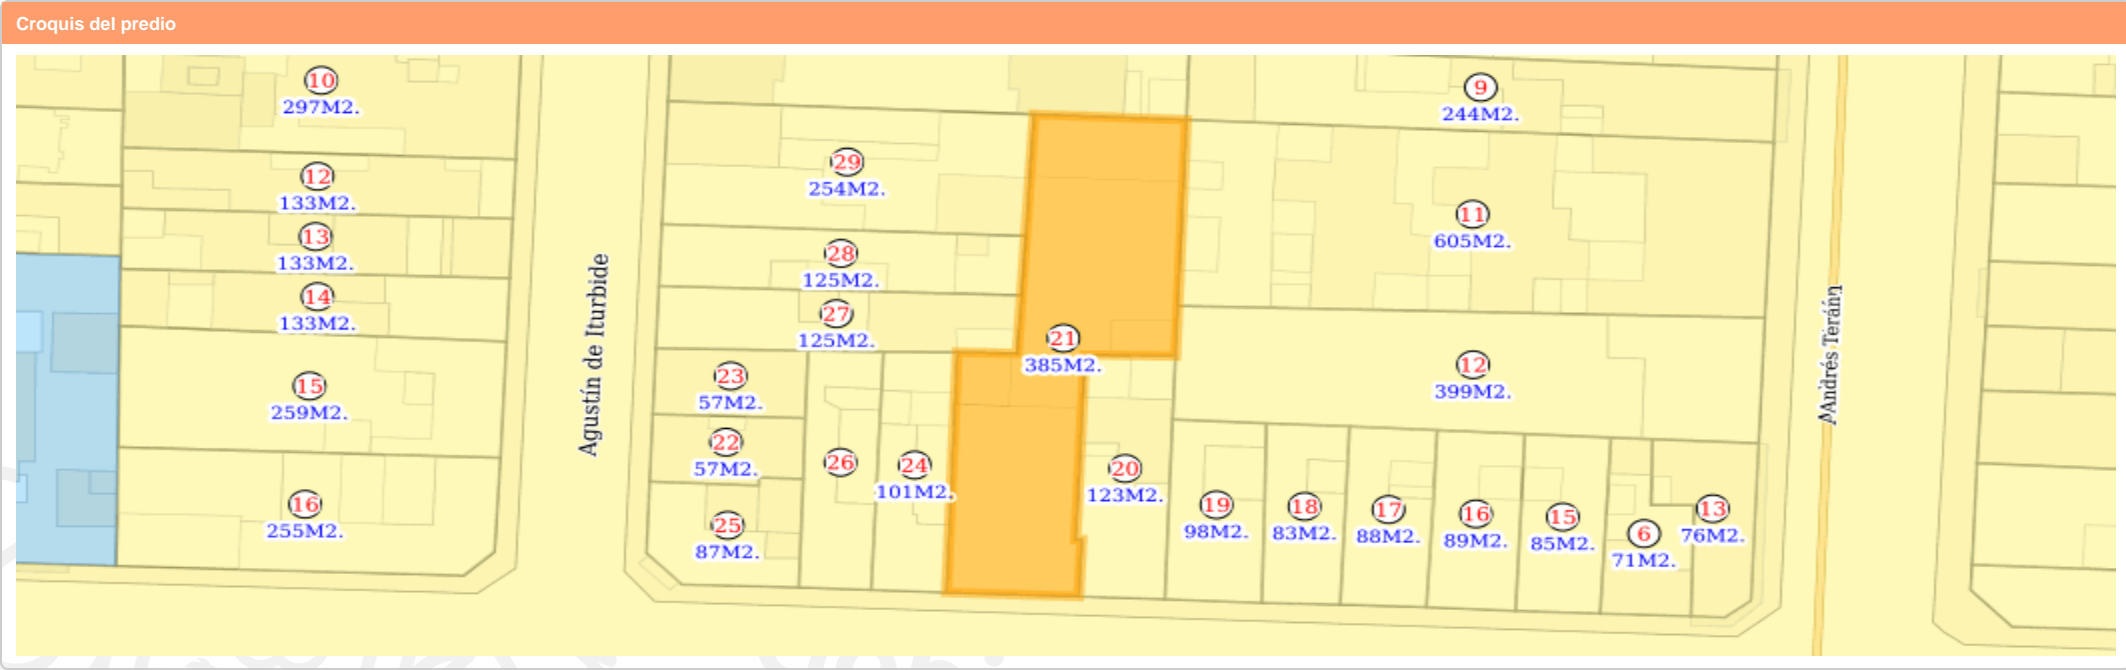 Croquis del predio
10
297M2.
12
133M2.
13
133M2.
14
133M2.
15
259M2.
16
255M2.
Agustín de Iturbide
29
254M2.
28
125M2.
27
125M2.
23
57M2.
22
57M2.
25
87M2.
26
24
101M2.
21
385M2.
20
123M2.
9
244M2.
11
605M2.
12
399M2.
19
98M2.
18
83M2.
17
88M2.
16
89M2.
15
85M2.
6
71M2.
13
76M2.
Andrés Terán